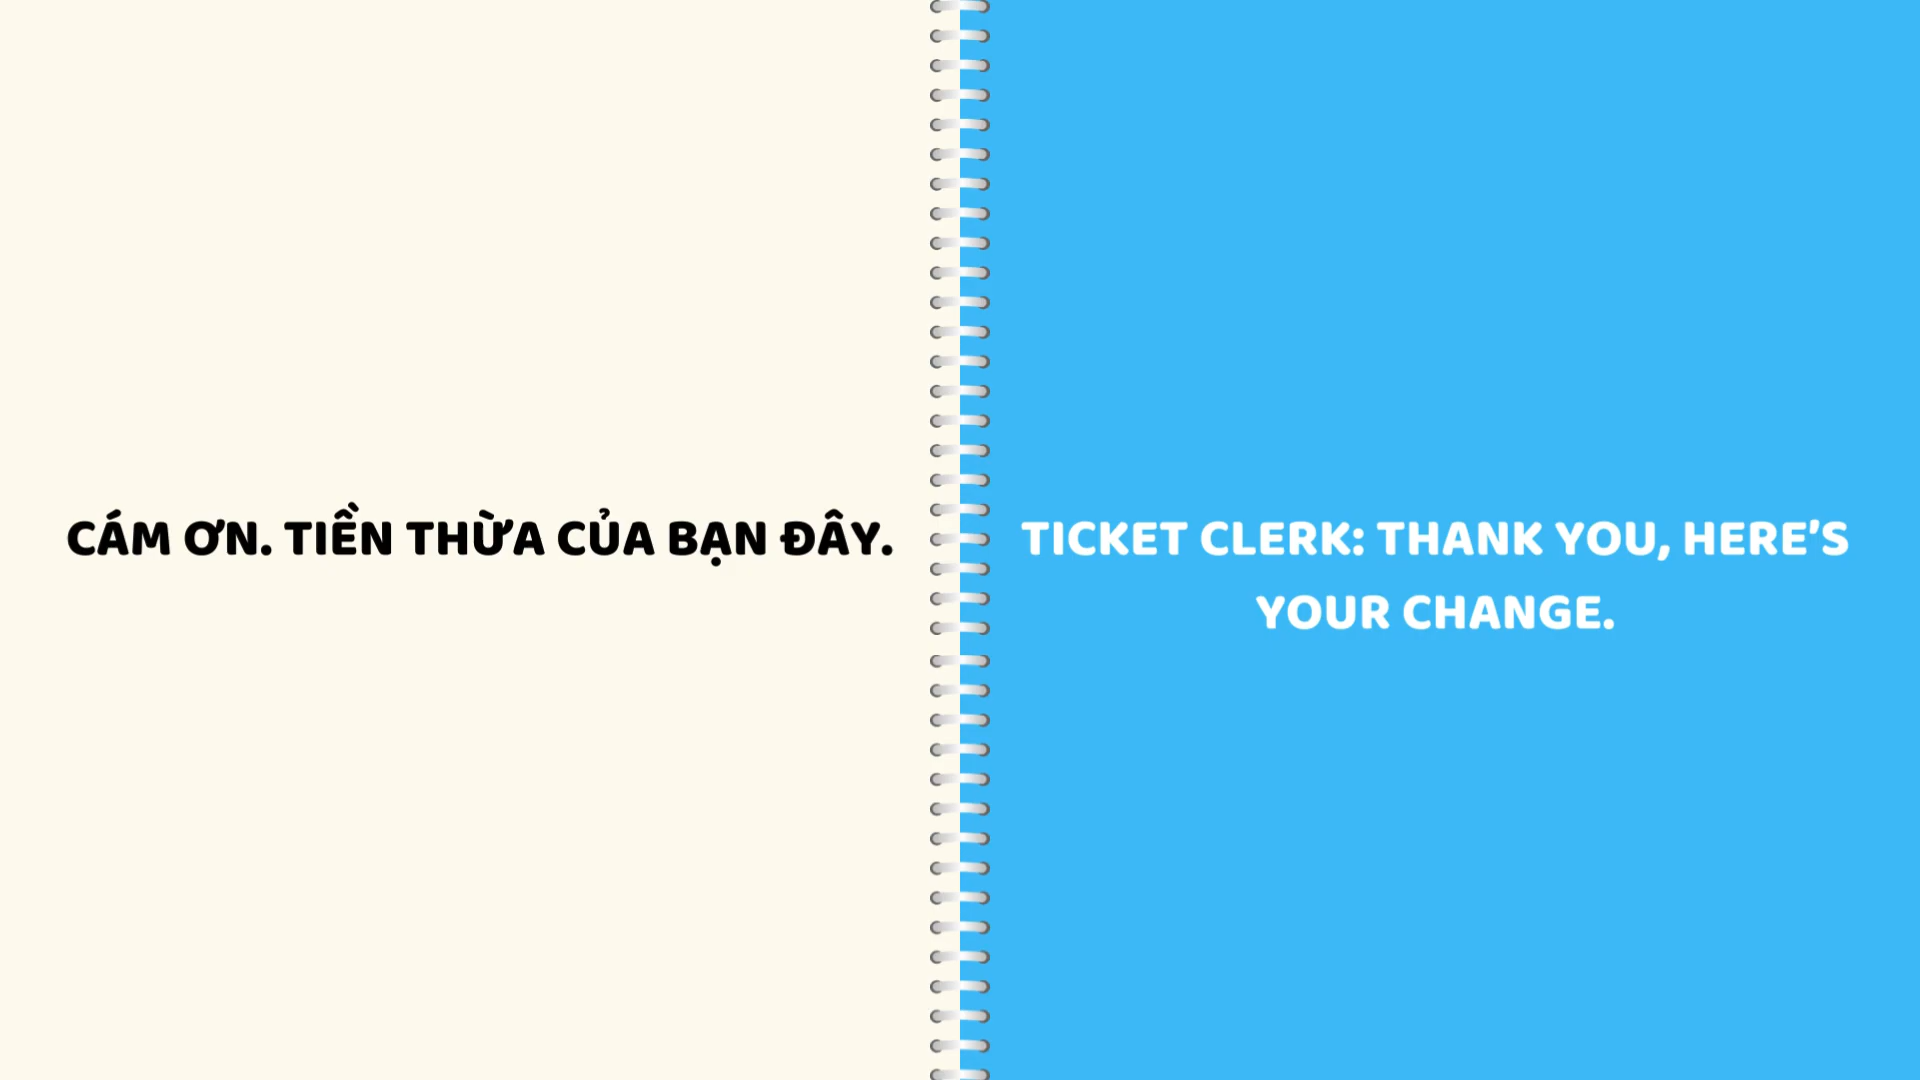 CÁM ƠN. TIỀN THỪA CỦA BẠN ĐÂY.
TICKET CLERK: THANK YOU, HERE'S
YOUR CHANGE.